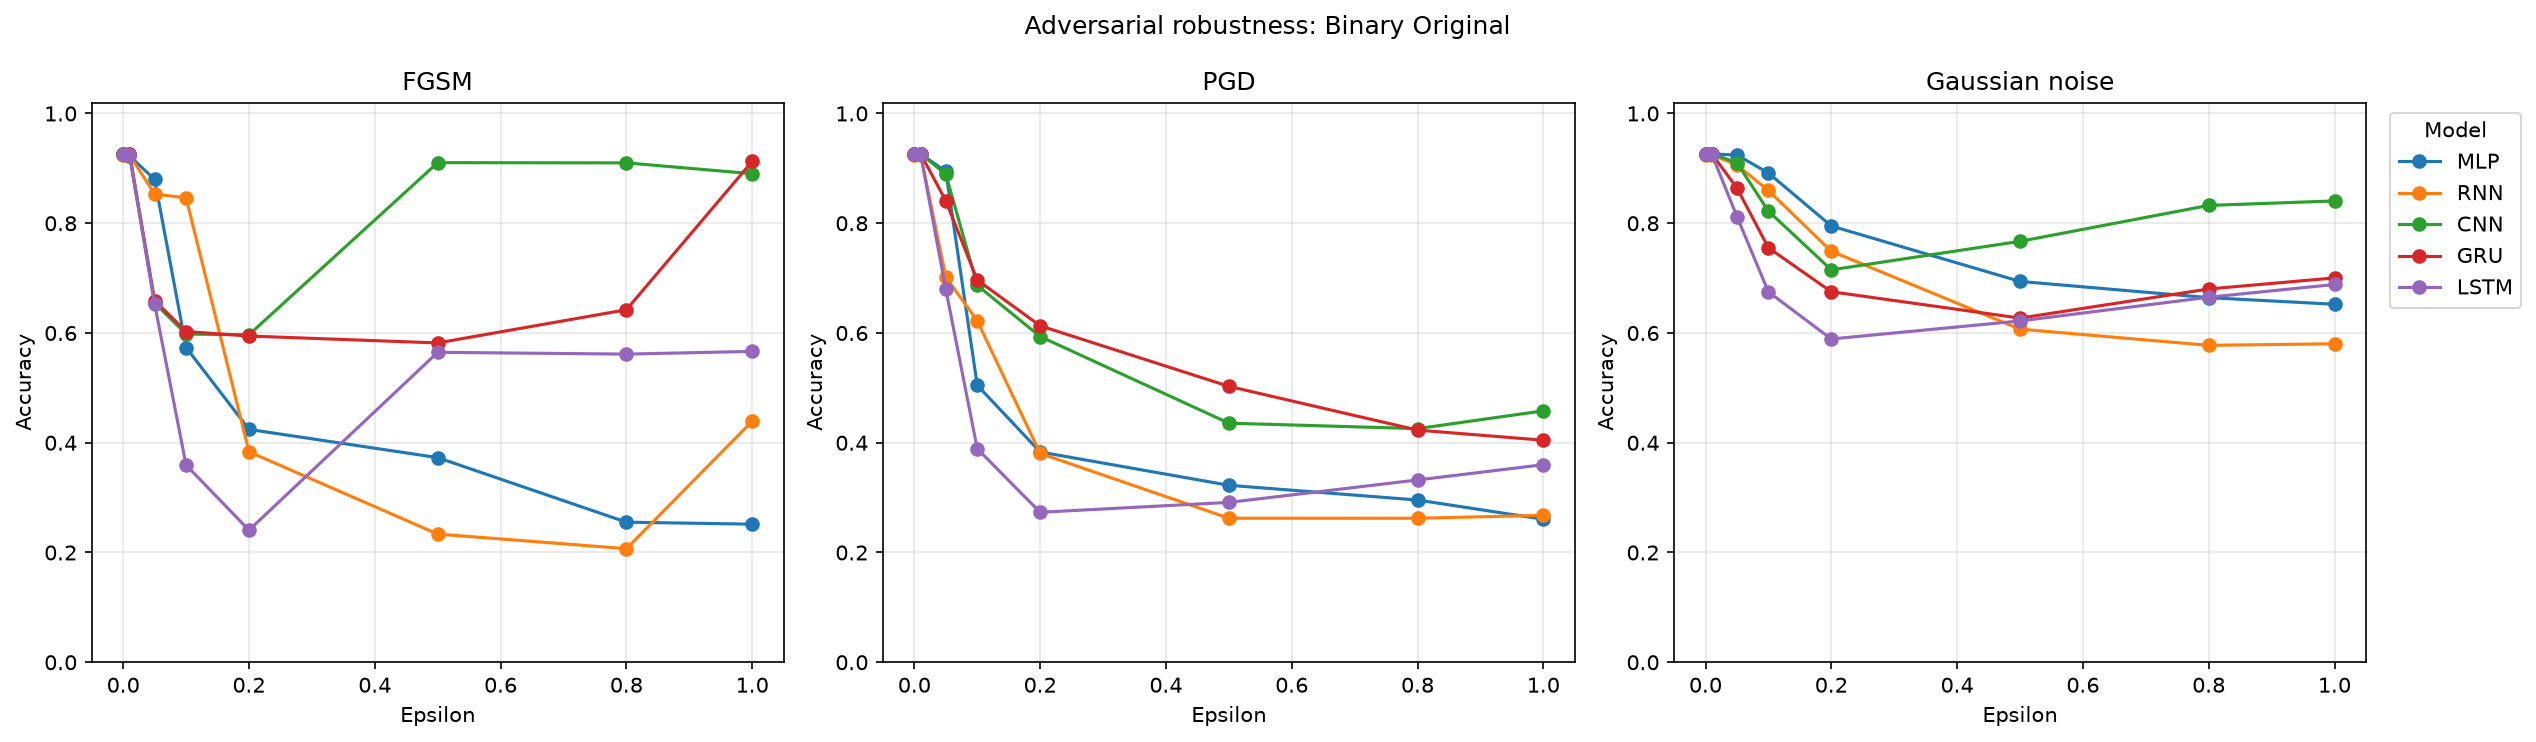 Adversarial robustness: Binary Original
FGSM
1.0
0.8
0.6
0.4
0.2
0.0
Accuracy
0.0 0.2 0.4 0.6 0.8 1.0
Epsilon
PGD
1.0
0.8
0.6
0.4
0.2
0.0
Accuracy
0.0 0.2 0.4 0.6 0.8 1.0
Epsilon
Gaussian noise
1.0
0.8
0.6
0.4
0.2
0.0
Accuracy
0.0 0.2 0.4 0.6 0.8 1.0
Epsilon
Model
MLP
RNN
CNN
GRU
LSTM